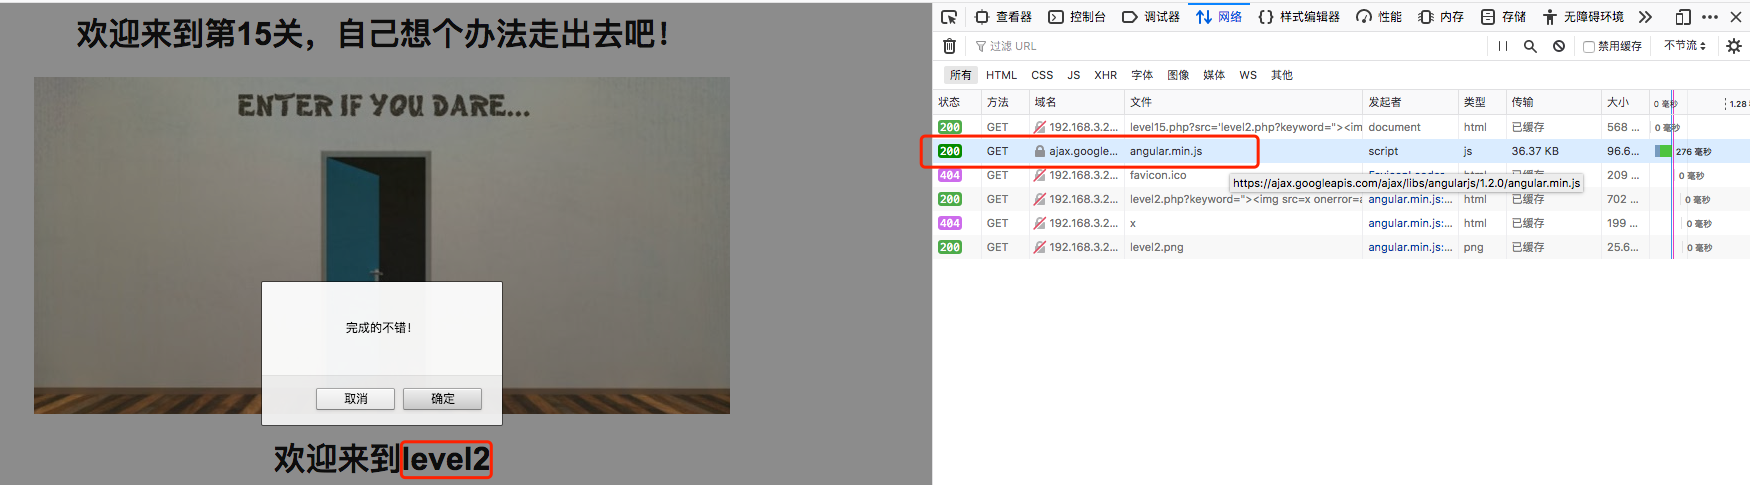 欢迎来到第15关，自己想个办法走出去吧！
ENTER IF YOU DARE...
完成的不错！
取消 确定
欢迎来到level2
查看器 控制台 调试器 网络 样式编辑器 性能 内存 存储 无障碍环境
过滤 URL 禁用缓存 不节流
所有 HTML CSS JS XHR 字体 图像 媒体 WS 其他
状态 方法 域名 文件 发起者 类型 传输 大小 0 毫秒 1.28
200 GET 192.168.3.2... level15.php?src='level2.php?keyword="><im document html 已缓存 568 ... 0 毫秒
200 GET ajax.google... angular.min.js script js 36.37 KB 96.6... 276 毫秒
404 GET 192.168.3.2... favicon.ico html 已缓存 209 ... 0 毫秒
https://ajax.googleapis.com/ajax/libs/angularjs/1.2.0/angular.min.js
200 GET 192.168.3.2... level2.php?keyword="><img src=x onerror=a angular.min.js:... html 已缓存 702 ... 0 毫秒
404 GET 192.168.3.2... x angular.min.js:... html 已缓存 199 ... 0 毫秒
200 GET 192.168.3.2... level2.png angular.min.js:... png 已缓存 25.6... 0 毫秒